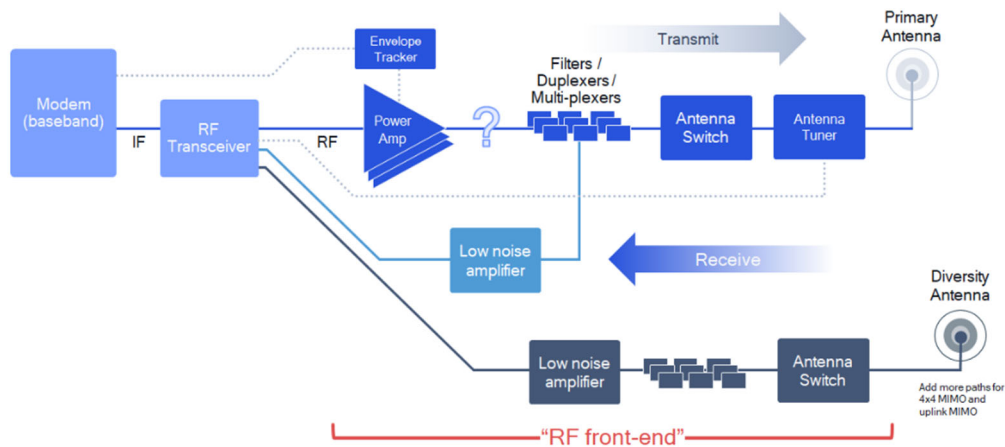 Modem
(baseband)
IF
RF
Transceiver
RF
Envelope
Tracker
Power
Amp
?
Filters /
Duplexers /
Multi-plexers
Transmit
Antenna
Switch
Antenna
Tuner
Primary
Antenna
Low noise
amplifier
Receive
Diversity
Antenna
Low noise
amplifier
Antenna
Switch
Add more paths for
4x4 MIMO and
uplink MIMO
“RF front-end”